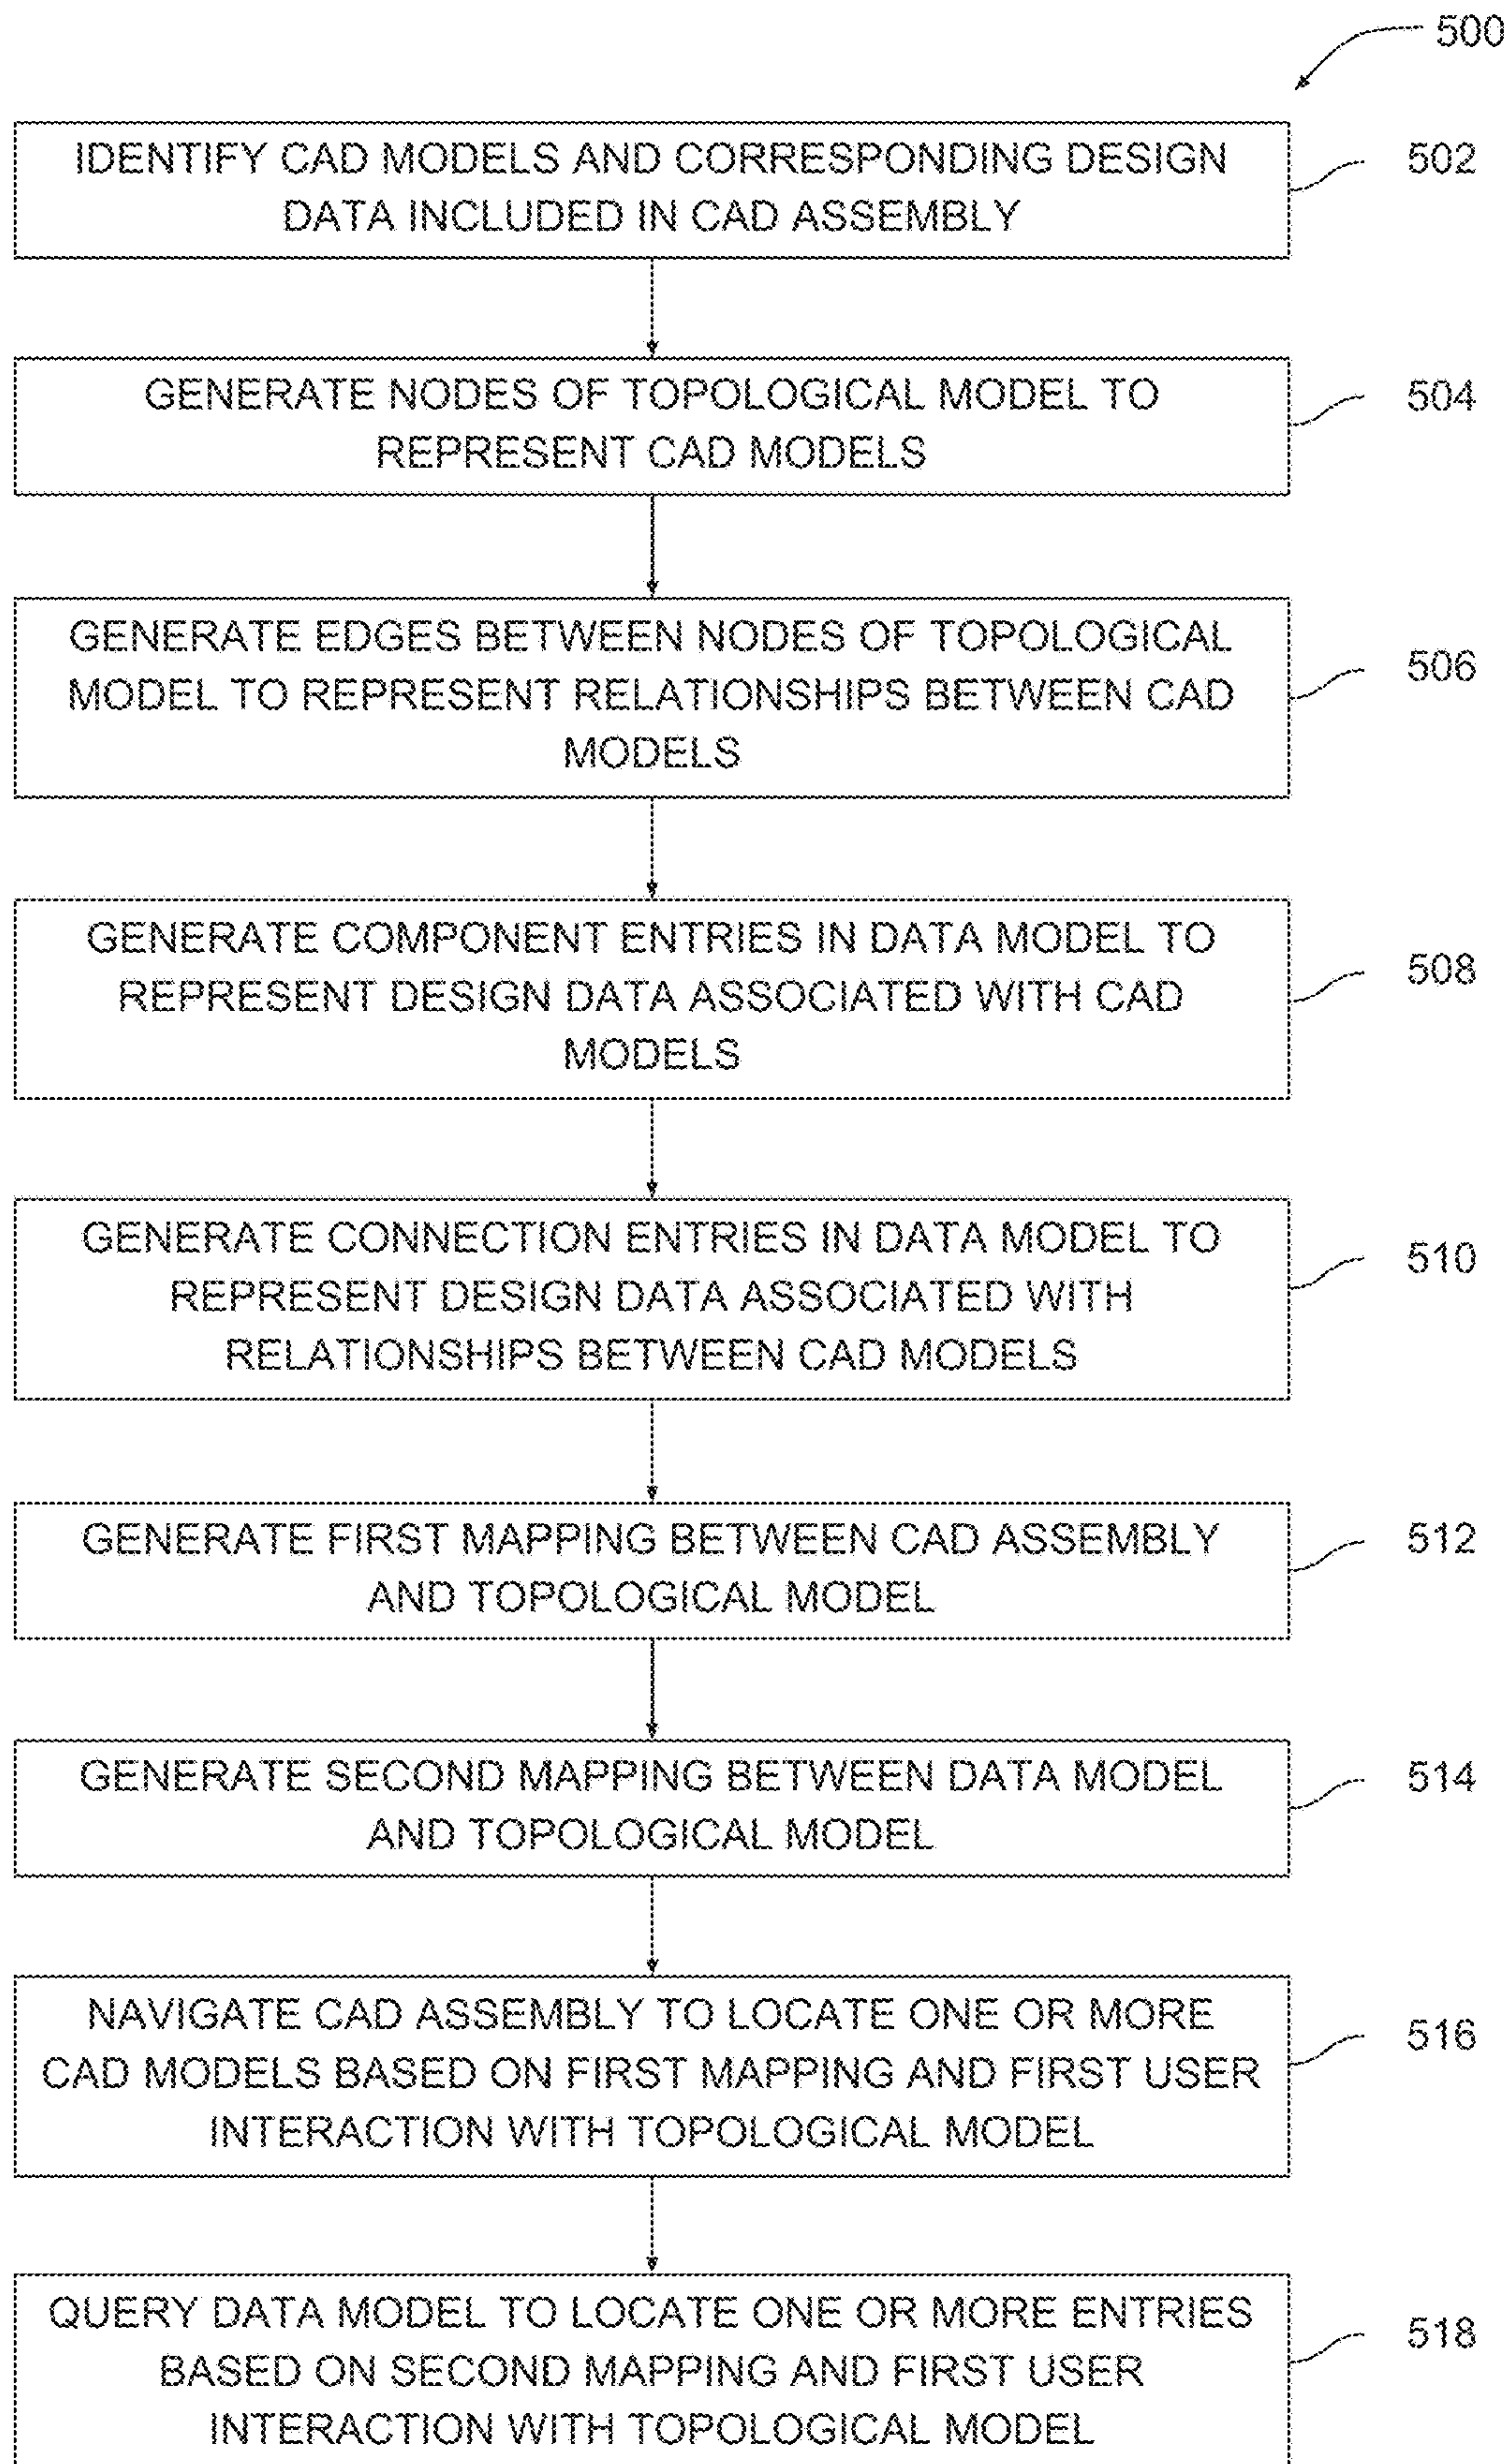 500
IDENTIFY CAD MODELS AND CORRESPONDING DESIGN
DATA INCLUDED IN CAD ASSEMBLY
502
GENERATE NODES OF TOPOLOGICAL MODEL TO
REPRESENT CAD MODELS
504
GENERATE EDGES BETWEEN NODES OF TOPOLOGICAL
MODEL TO REPRESENT RELATIONSHIPS BETWEEN CAD
MODELS
506
GENERATE COMPONENT ENTRIES IN DATA MODEL TO
REPRESENT DESIGN DATA ASSOCIATED WITH CAD
MODELS
508
GENERATE CONNECTION ENTRIES IN DATA MODEL TO
REPRESENT DESIGN DATA ASSOCIATED WITH
RELATIONSHIPS BETWEEN CAD MODELS
510
GENERATE FIRST MAPPING BETWEEN CAD ASSEMBLY
AND TOPOLOGICAL MODEL
512
GENERATE SECOND MAPPING BETWEEN DATA MODEL
AND TOPOLOGICAL MODEL
514
NAVIGATE CAD ASSEMBLY TO LOCATE ONE OR MORE
CAD MODELS BASED ON FIRST MAPPING AND FIRST USER
INTERACTION WITH TOPOLOGICAL MODEL
516
QUERY DATA MODEL TO LOCATE ONE OR MORE ENTRIES
BASED ON SECOND MAPPING AND FIRST USER
INTERACTION WITH TOPOLOGICAL MODEL
518